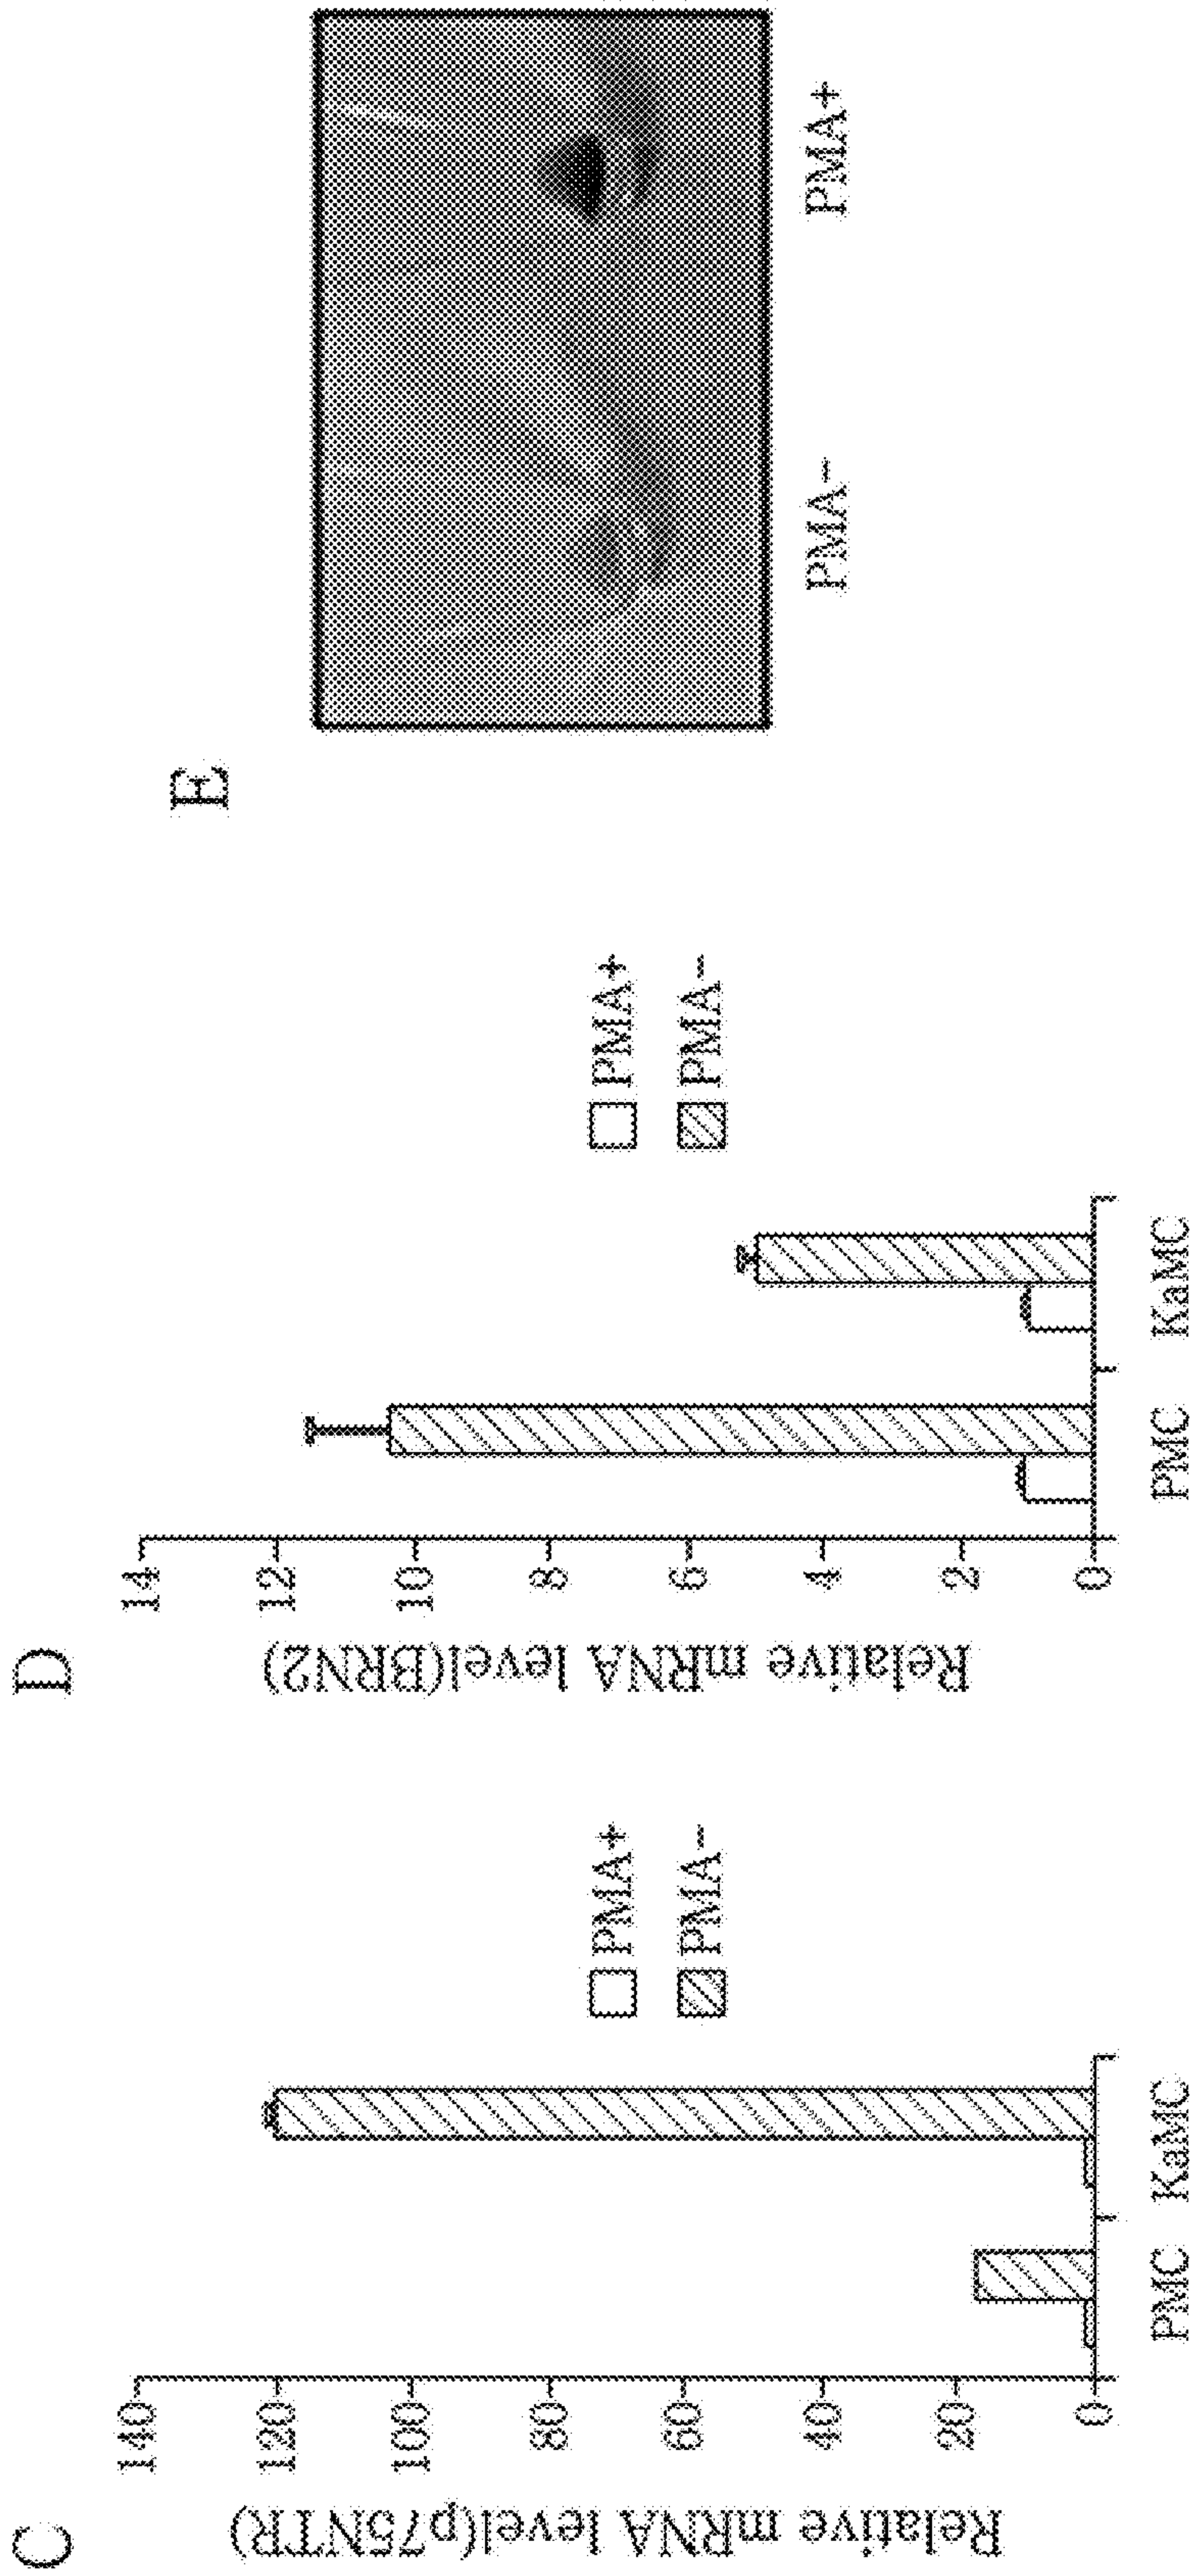 C
Relative mRNA level(p75NTR)
140
120
100
80
60
40
20
0
PMC KaMC
PMA+
PMA-
D
Relative mRNA level(BRN2)
14
12
10
8
6
4
2
0
PMC KaMC
PMA+
PMA-
E
PMA- PMA+